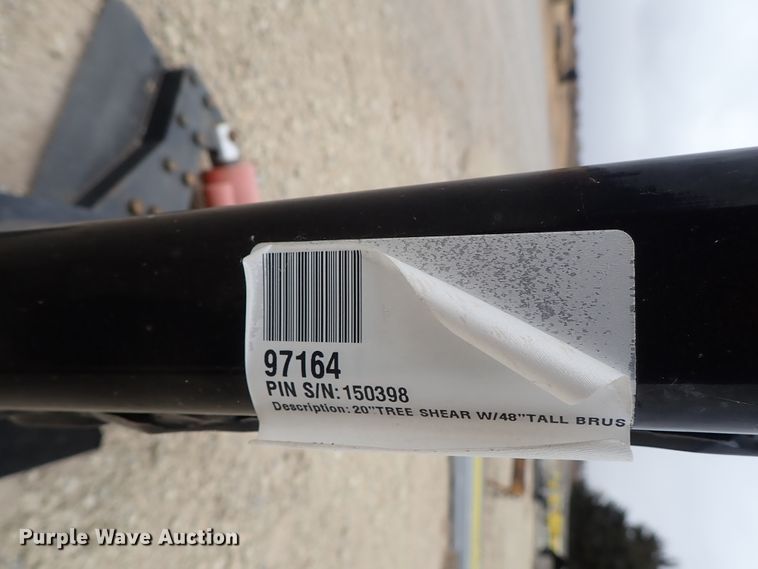 97164
PIN S/N: 150398
Description: 20"TREE SHEAR W/48"TALL BRUS
Purple Wave Auction